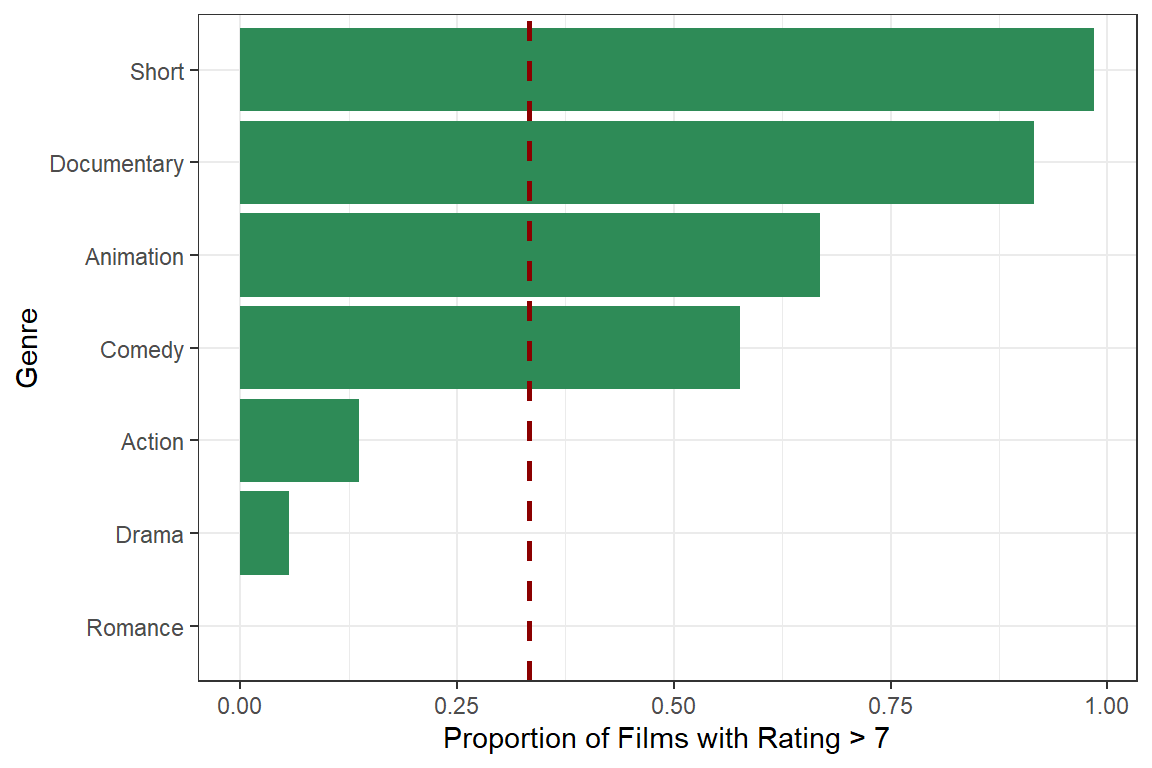 Short
Documentary
Animation
Comedy
Action
Drama
Romance
Genre
0.00 0.25 0.50 0.75 1.00
Proportion of Films with Rating > 7